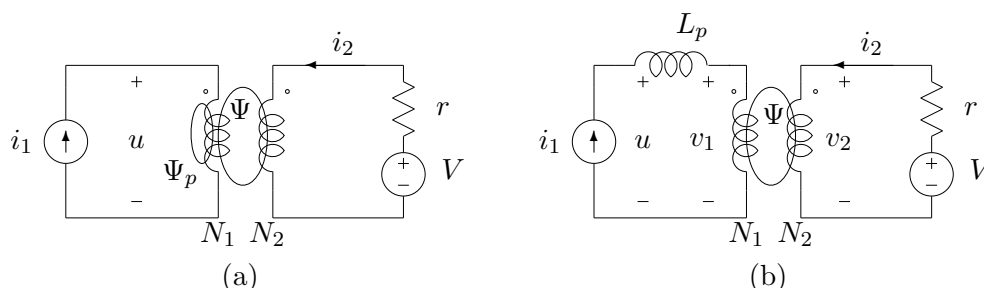 i₁ + u − Ψₚ Ψ i₂ r + − V
N₁ N₂
(a)
Lₚ
i₁ + u − + v₁ − Ψ + v₂ − i₂ r + − V
N₁ N₂
(b)